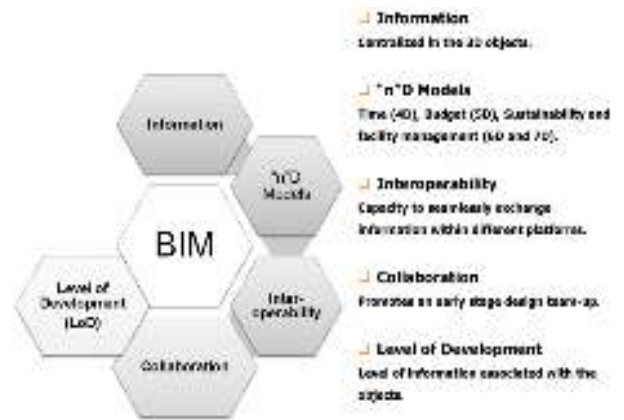 Information
"n"D
Models
BIM
Level of
Development
(LoD)
Inter-
operability
Collaboration
Information
Centralized in the 3D objects.
"n"D Models
Time (4D), Budget (5D), Sustainability and
facility management (6D and 7D).
Interoperability
Capacity to seamlessly exchange
information within different platforms.
Collaboration
Promotes an early stage design team-up.
Level of Development
Level of information associated with the
objects.